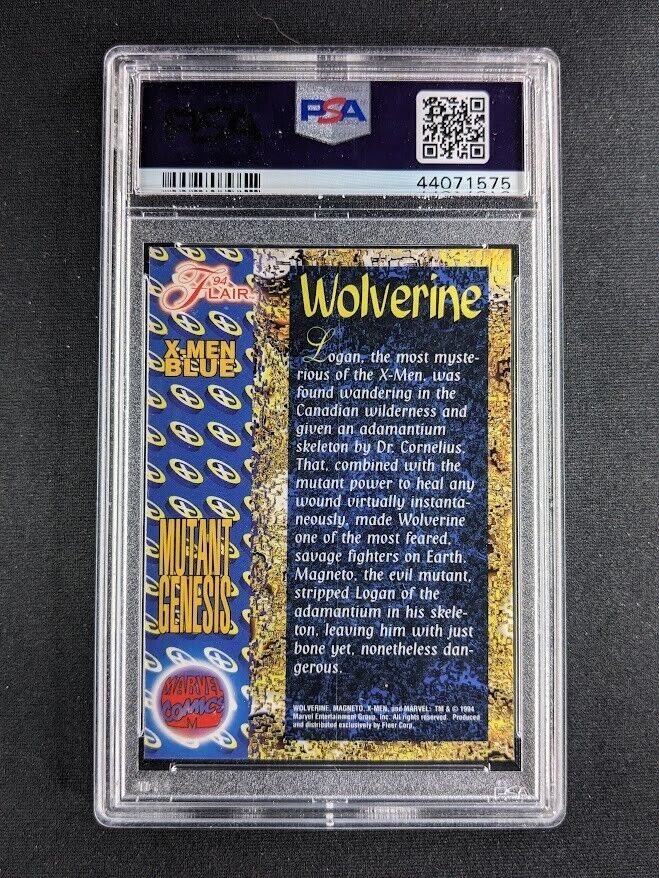 PSA
44071575
'94
FLAIR™
X-MEN
BLUE
MUTANT
GENESIS
MARVEL
COMICS
M
Wolverine
Logan, the most myste-
rious of the X-Men, was
found wandering in the
Canadian wilderness and
given an adamantium
skeleton by Dr. Cornelius.
That, combined with the
mutant power to heal any
wound virtually instanta-
neously, made Wolverine
one of the most feared,
savage fighters on Earth.
Magneto, the evil mutant,
stripped Logan of the
adamantium in his skele-
ton, leaving him with just
bone yet, nonetheless dan-
gerous.
WOLVERINE, MAGNETO, X-MEN, and MARVEL: TM & © 1994
Marvel Entertainment Group, Inc. All rights reserved. Produced
and distributed exclusively by Fleer Corp.
PSA